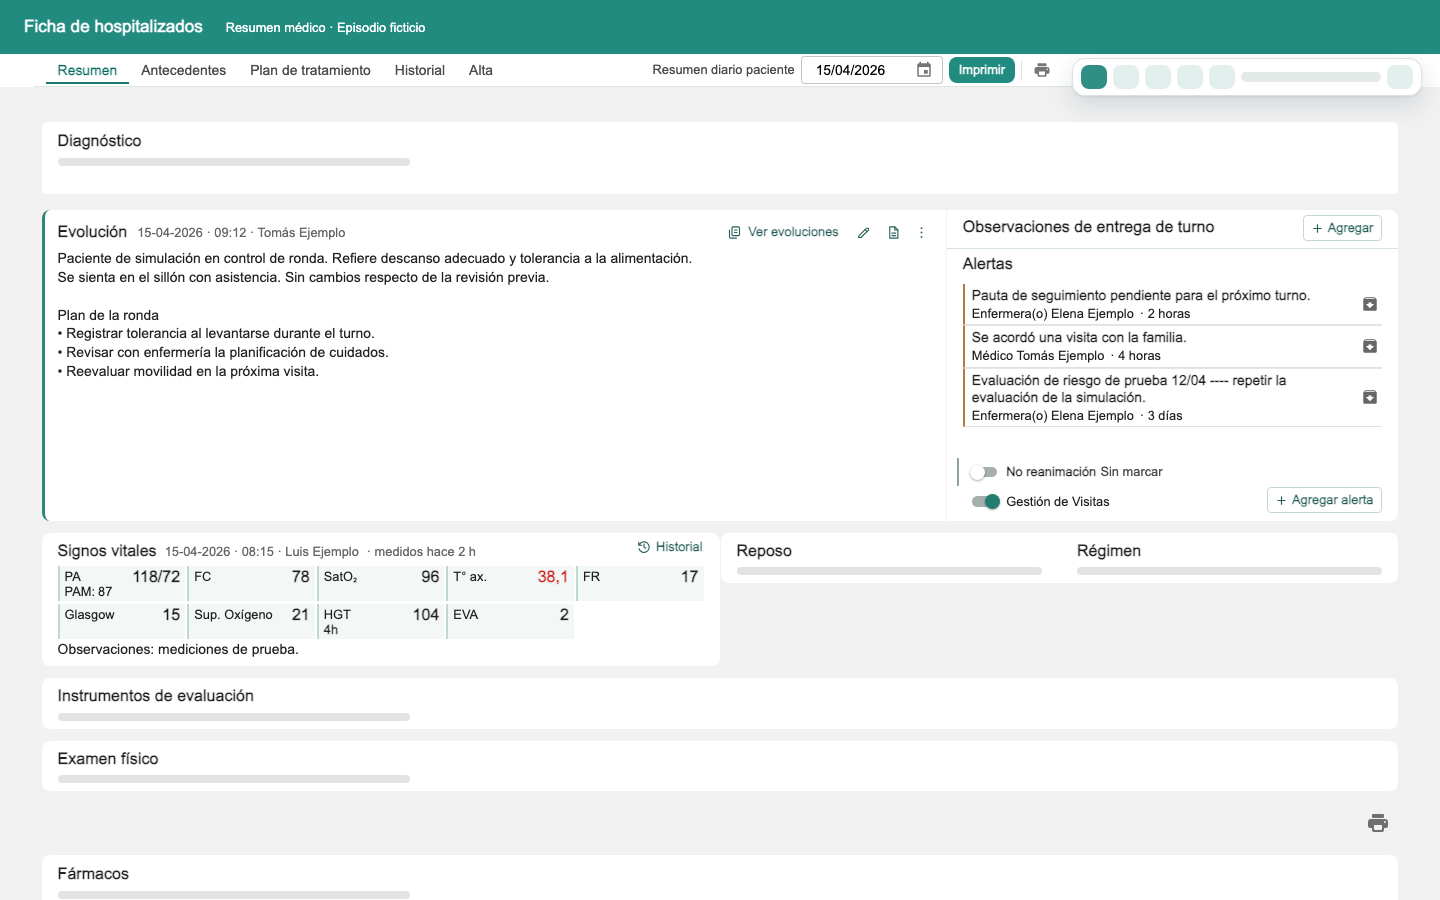 Ficha de hospitalizados
Resumen médico · Episodio ficticio
Resumen
Antecedentes
Plan de tratamiento
Historial
Alta
Resumen diario paciente
15/04/2026
Imprimir
Diagnóstico
Evolución
15-04-2026 · 09:12 · Tomás Ejemplo
Ver evoluciones
Paciente de simulación en control de ronda. Refiere descanso adecuado y tolerancia a la alimentación.
Se sienta en el sillón con asistencia. Sin cambios respecto de la revisión previa.
Plan de la ronda
• Registrar tolerancia al levantarse durante el turno.
• Revisar con enfermería la planificación de cuidados.
• Reevaluar movilidad en la próxima visita.
Observaciones de entrega de turno
+ Agregar
Alertas
Pauta de seguimiento pendiente para el próximo turno.
Enfermera(o) Elena Ejemplo · 2 horas
Se acordó una visita con la familia.
Médico Tomás Ejemplo · 4 horas
Evaluación de riesgo de prueba 12/04 ---- repetir la
evaluación de la simulación.
Enfermera(o) Elena Ejemplo · 3 días
No reanimación Sin marcar
Gestión de Visitas
+ Agregar alerta
Signos vitales
15-04-2026 · 08:15 · Luis Ejemplo · medidos hace 2 h
Historial
PA 118/72
PAM: 87
FC 78
SatO₂ 96
T° ax. 38,1
FR 17
Glasgow 15
Sup. Oxígeno 21
HGT 104
4h
EVA 2
Observaciones: mediciones de prueba.
Reposo
Régimen
Instrumentos de evaluación
Examen físico
Fármacos